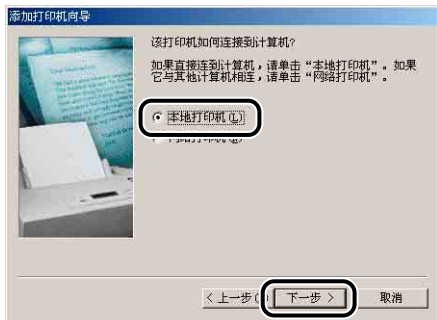 添加打印机向导
该打印机如何连接到计算机?
如果直接连到计算机，请单击“本地打印机”。如果
它与其他计算机相连，请单击“网络打印机”。
本地打印机(L)
<上一步(
下一步 >
取消